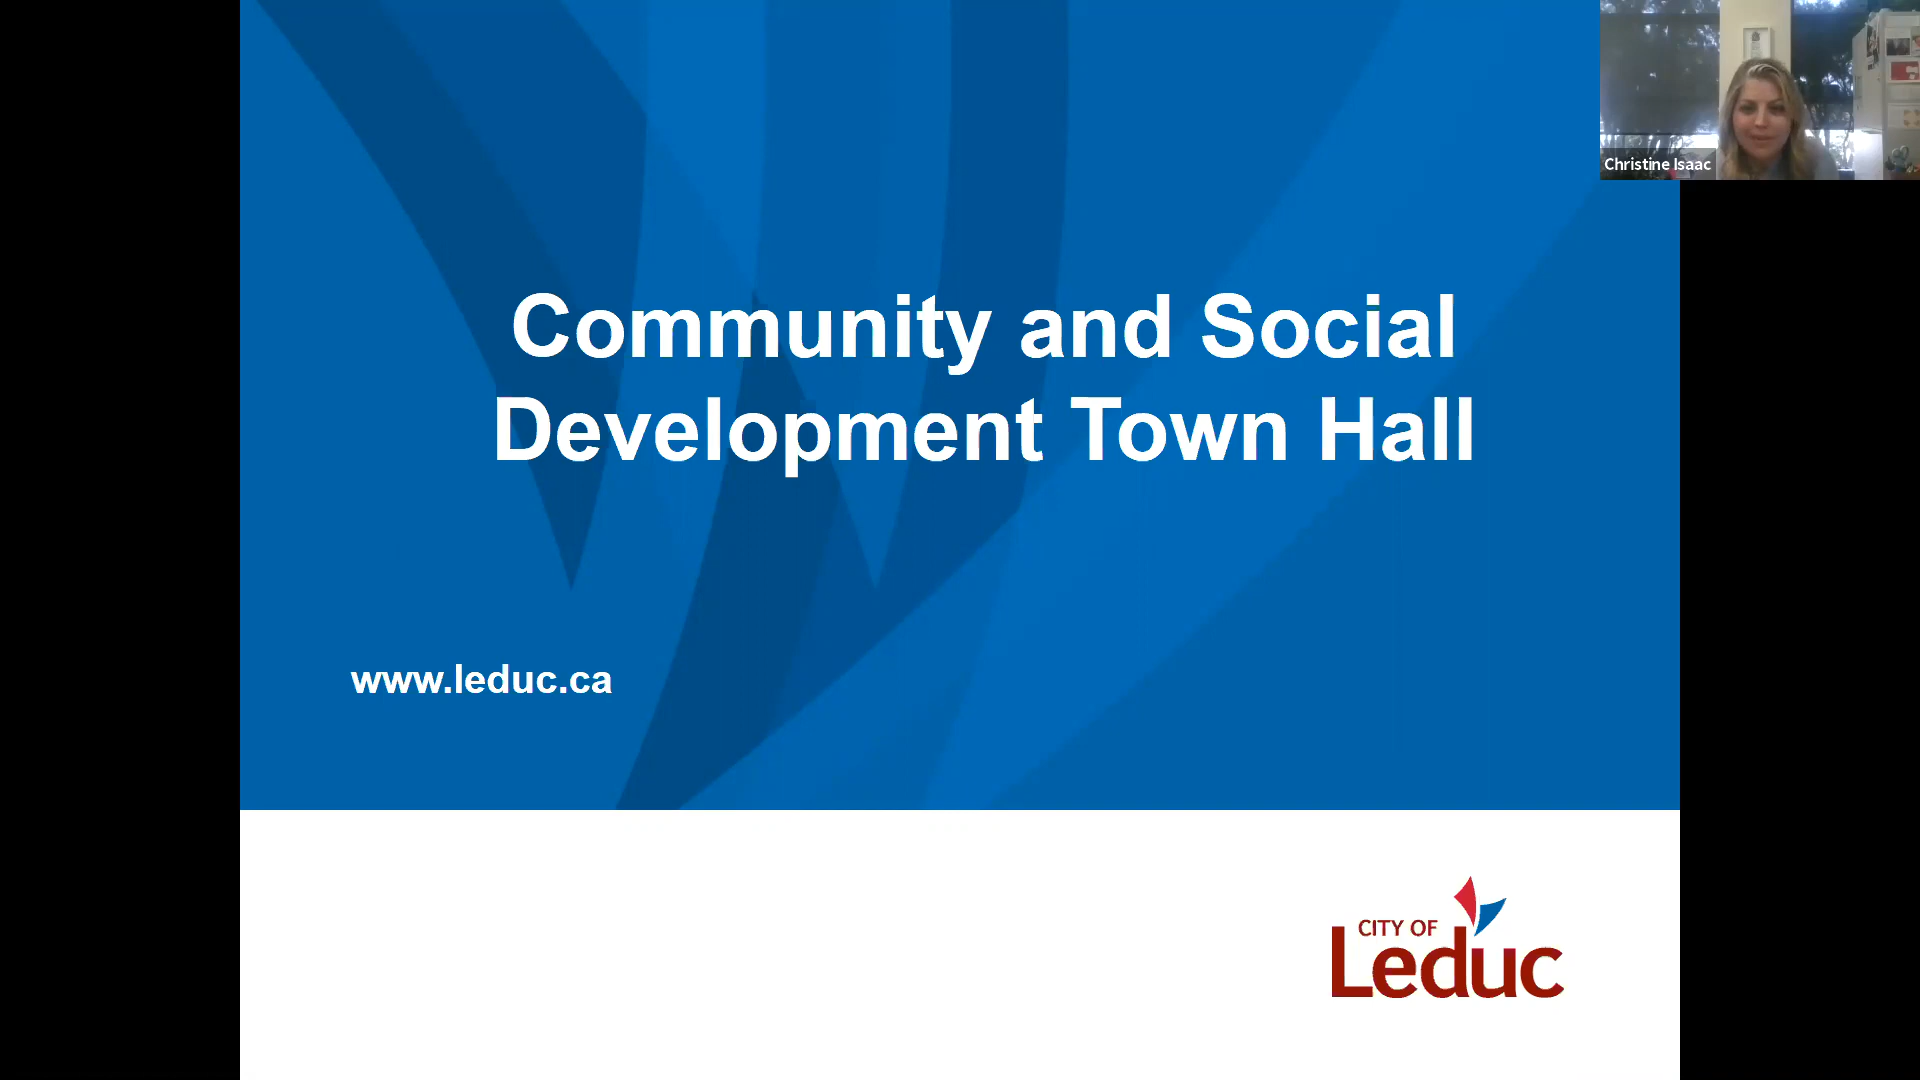 Christine Isaac
Community and Social
Development Town Hall
www.leduc.ca
CITY OF
Leduc